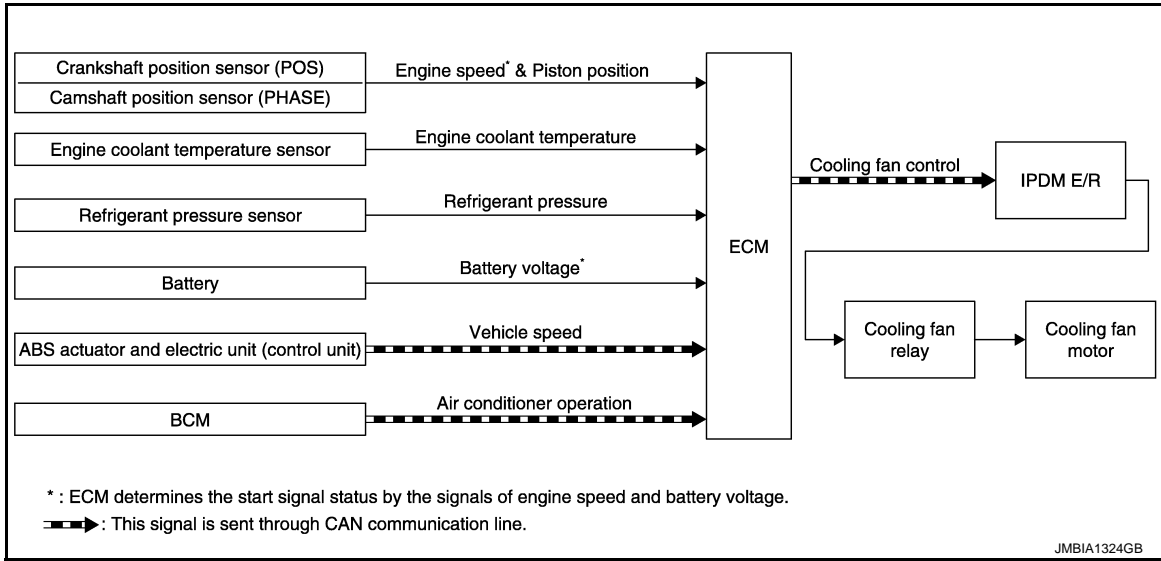 Crankshaft position sensor (POS)
Camshaft position sensor (PHASE)
Engine speed* & Piston position
Engine coolant temperature sensor
Engine coolant temperature
Refrigerant pressure sensor
Refrigerant pressure
Battery
Battery voltage*
ABS actuator and electric unit (control unit)
Vehicle speed
BCM
Air conditioner operation
ECM
Cooling fan control
IPDM E/R
Cooling fan
relay
Cooling fan
motor
* : ECM determines the start signal status by the signals of engine speed and battery voltage.
: This signal is sent through CAN communication line.
JMBIA1324GB